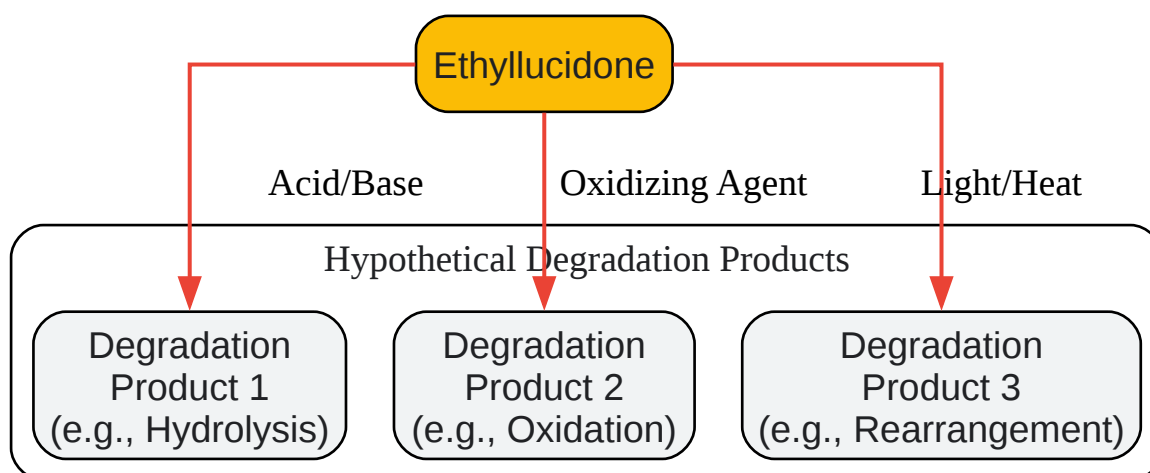 Ethyllucidone
Acid/Base
Oxidizing Agent
Light/Heat
Hypothetical Degradation Products
Degradation
Product 1
(e.g., Hydrolysis)
Degradation
Product 2
(e.g., Oxidation)
Degradation
Product 3
(e.g., Rearrangement)